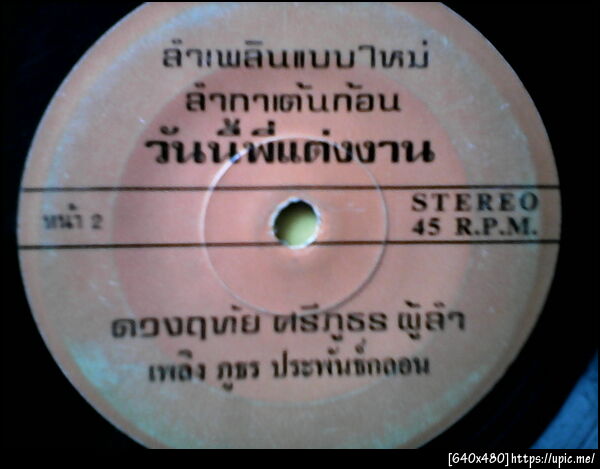 ลำเพลินแบบใหม่
ลำกาเต้นก้อน
วันนี้พี่แต่งงาน
หน้า 2
STEREO
45 R.P.M.
ดวงฤทัย ศรีภูธร ผู้ลำ
เพลิง ภูธร ประพันธ์กลอน
[640x480]https://upic.me/